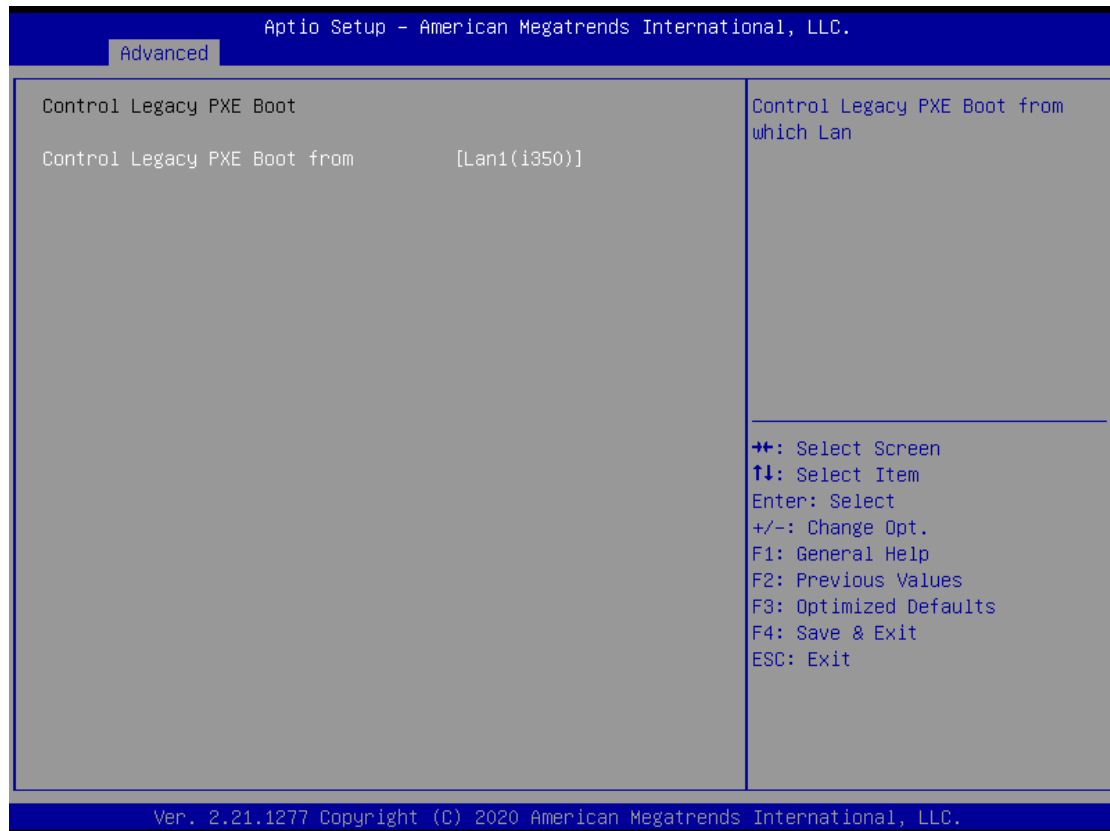 Aptio Setup – American Megatrends International, LLC.
Advanced
Control Legacy PXE Boot
Control Legacy PXE Boot from [Lan1(i350)]
Control Legacy PXE Boot from
which Lan
→←: Select Screen
↑↓: Select Item
Enter: Select
+/-: Change Opt.
F1: General Help
F2: Previous Values
F3: Optimized Defaults
F4: Save & Exit
ESC: Exit
Ver. 2.21.1277 Copyright (C) 2020 American Megatrends International, LLC.